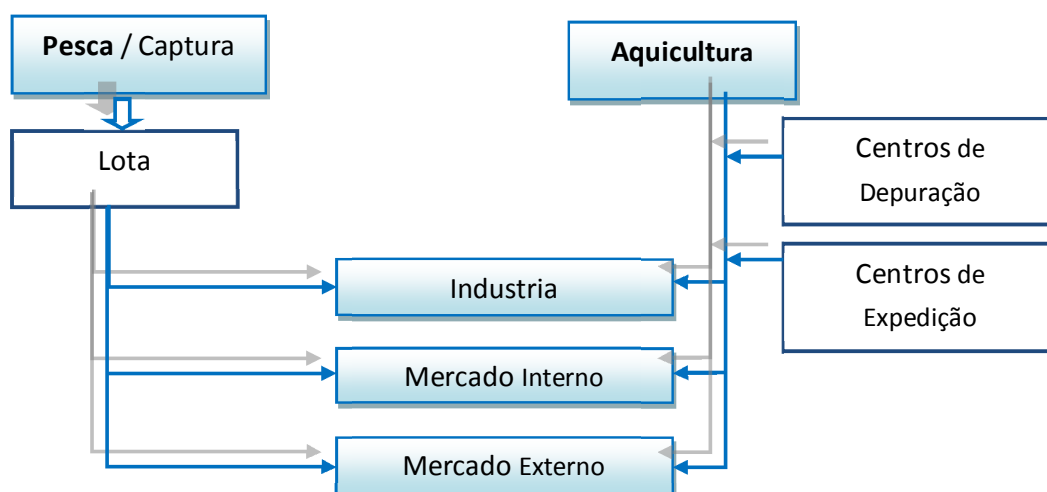 Pesca / Captura
Aquicultura
Lota
Centros de
Depuração
Centros de
Expedição
Industria
Mercado Interno
Mercado Externo